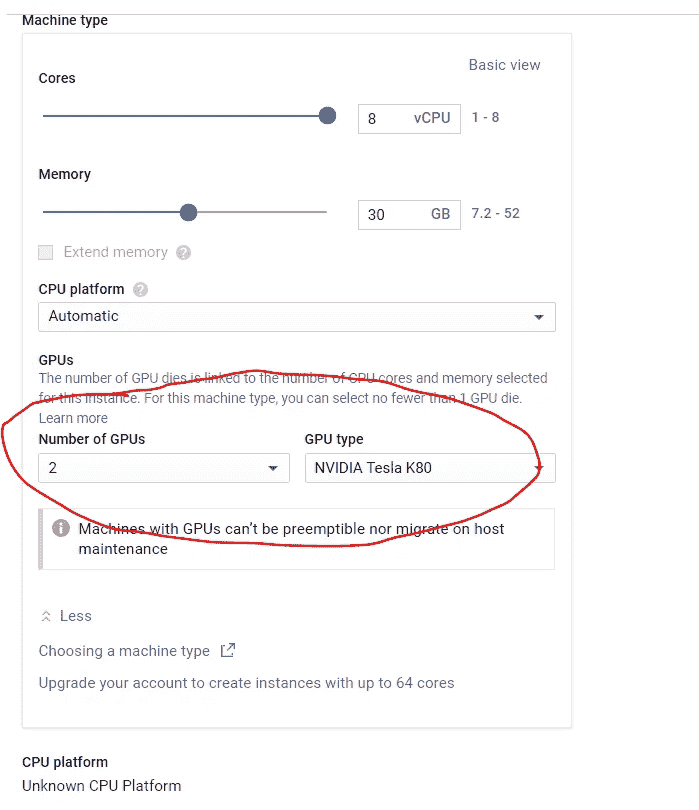 Machine type
Basic view
Cores
8 vCPU 1 - 8
Memory
30 GB 7.2 - 52
Extend memory ?
CPU platform ?
Automatic
GPUs
The number of GPU dies is linked to the number of CPU cores and memory selected
for this instance. For this machine type, you can select no fewer than 1 GPU die.
Learn more
Number of GPUs GPU type
2 NVIDIA Tesla K80
Machines with GPUs can't be preemptible nor migrate on host
maintenance
Less
Choosing a machine type
Upgrade your account to create instances with up to 64 cores
CPU platform
Unknown CPU Platform